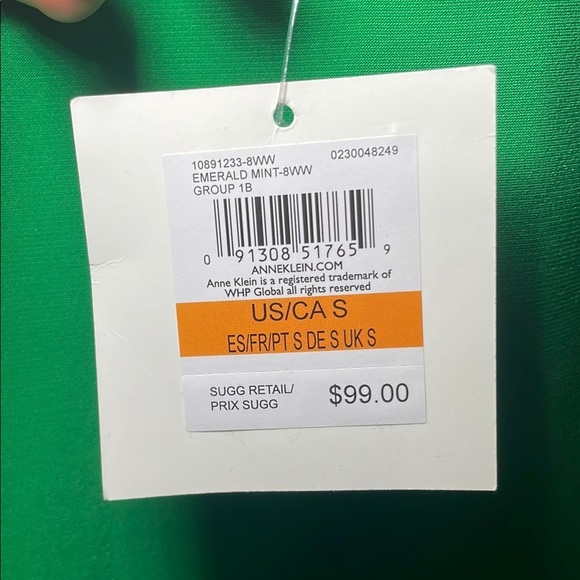 10891233-8WW 0230048249
EMERALD MINT-8WW
GROUP 1B
0 91308 51765 9
ANNEKLEIN.COM
Anne Klein is a registered trademark of
WHP Global all rights reserved
US/CA S
ES/FR/PT S DE S UK S
SUGG RETAIL/
PRIX SUGG $99.00